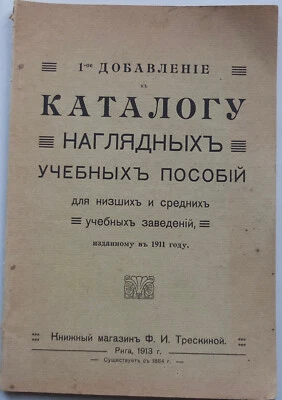 1-ое ДОБАВЛЕНІЕ
къ
КАТАЛОГУ
НАГЛЯДНЫХЪ
УЧЕБНЫХЪ ПОСОБІЙ
для низшихъ и среднихъ
учебныхъ заведеній,
изданному въ 1911 году.
Книжный магазинъ Ф. И. Трескиной.
Рига, 1913 г.
Существуетъ съ 1864 г.